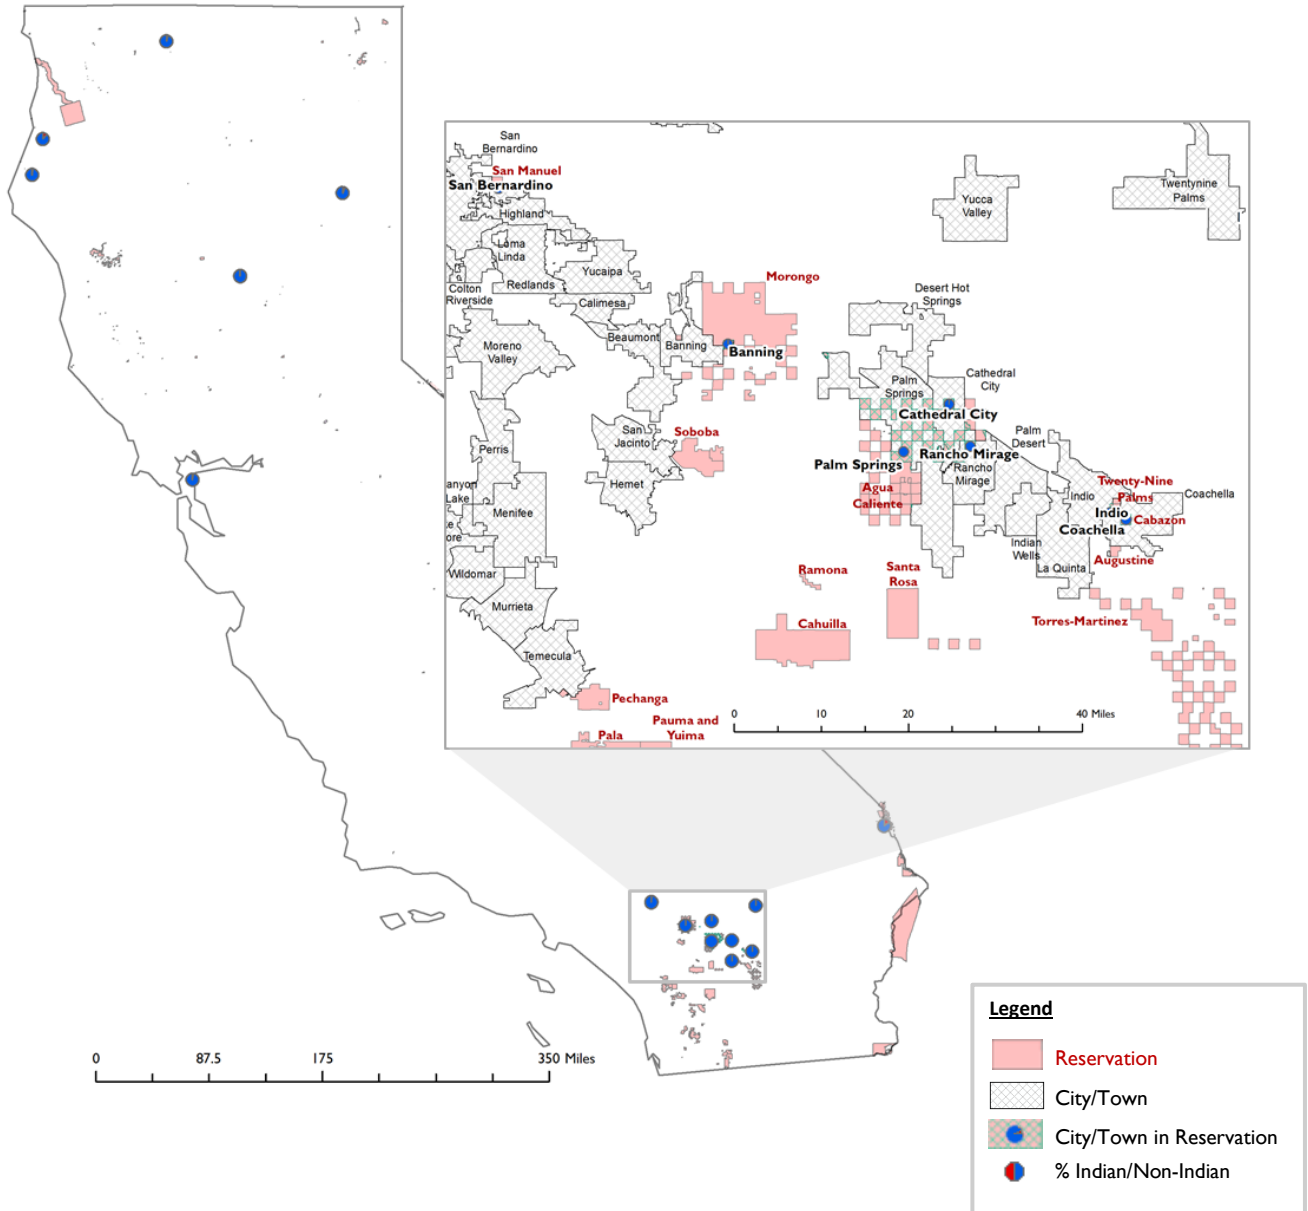 San
Bernardino
San Manuel
San Bernardino
Highland
Loma
Linda
Redlands
Yucaipa
Colton
Riverside
Calimesa
Moreno
Valley
Beaumont
Banning
Banning
Morongo
Yucca
Valley
Twentynine
Palms
Desert Hot
Springs
Palm
Springs
Cathedral
City
Cathedral City
Palm
Desert
Rancho Mirage
Rancho
Mirage
Palm Springs
Agua
Caliente
San
Jacinto
Soboba
Hemet
Perris
anyon
Lake
e
ore
Menifee
Wildomar
Murrieta
Temecula
Twenty-Nine
Palms
Indio
Coachella
Indio
Cabazon
Coachella
Indian
Wells
La Quinta
Augustine
Ramona
Santa
Rosa
Cahuilla
Torres-Martinez
Pechanga
Pauma and
Yuima
Pala
0 10 20 40 Miles
0 87.5 175 350 Miles
Legend
Reservation
City/Town
City/Town in Reservation
% Indian/Non-Indian